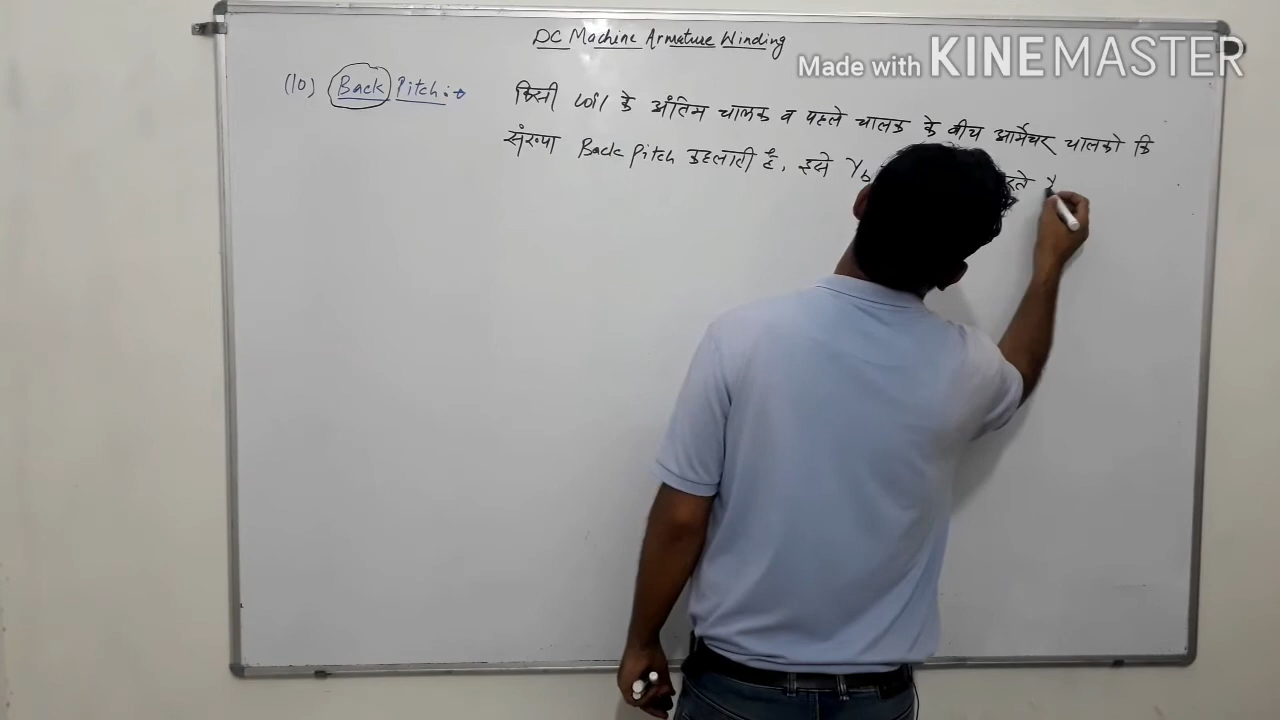 DC Machine Armature Winding
Made with KINEMASTER
(10) Back Pitch :→ किसी coil के अंतिम चालक व पहले चालक के बीच आर्मेचर चालको कि
संख्या Back Pitch कहलाती है, इसे Yb